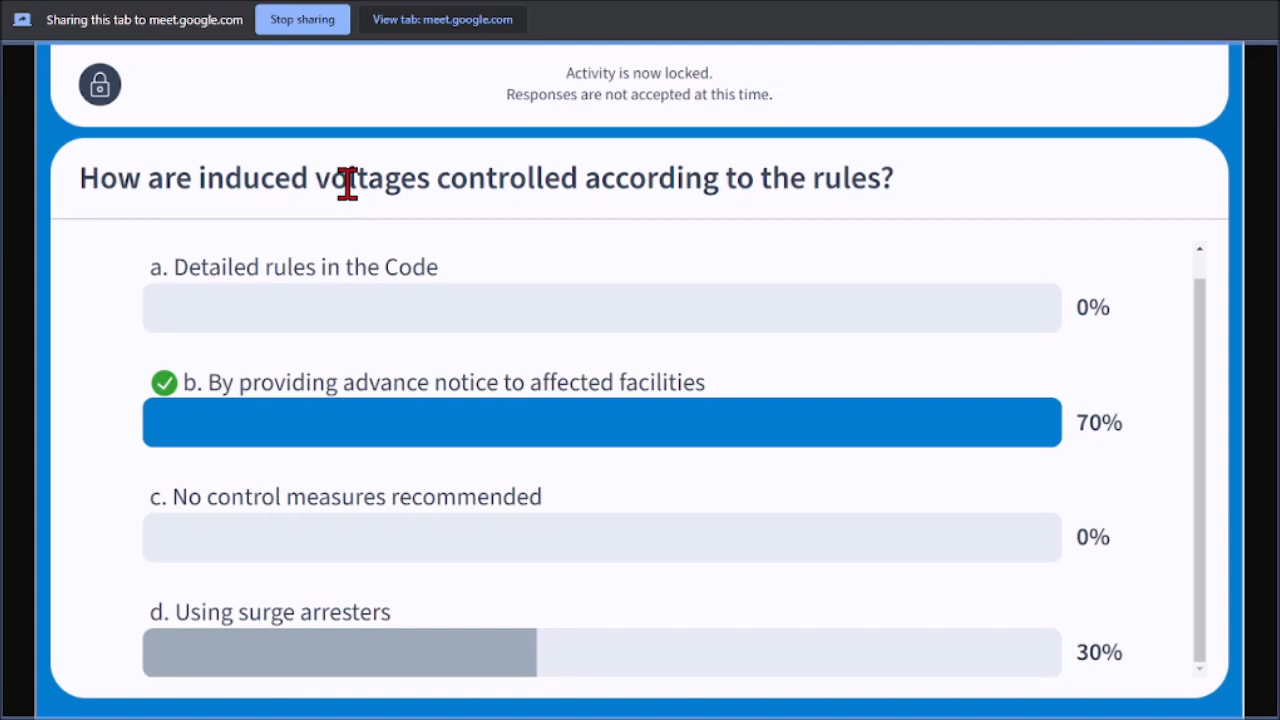 Sharing this tab to meet.google.com
Stop sharing
View tab: meet.google.com
Activity is now locked.
Responses are not accepted at this time.
How are induced voltages controlled according to the rules?
a. Detailed rules in the Code
0%
b. By providing advance notice to affected facilities
70%
c. No control measures recommended
0%
d. Using surge arresters
30%